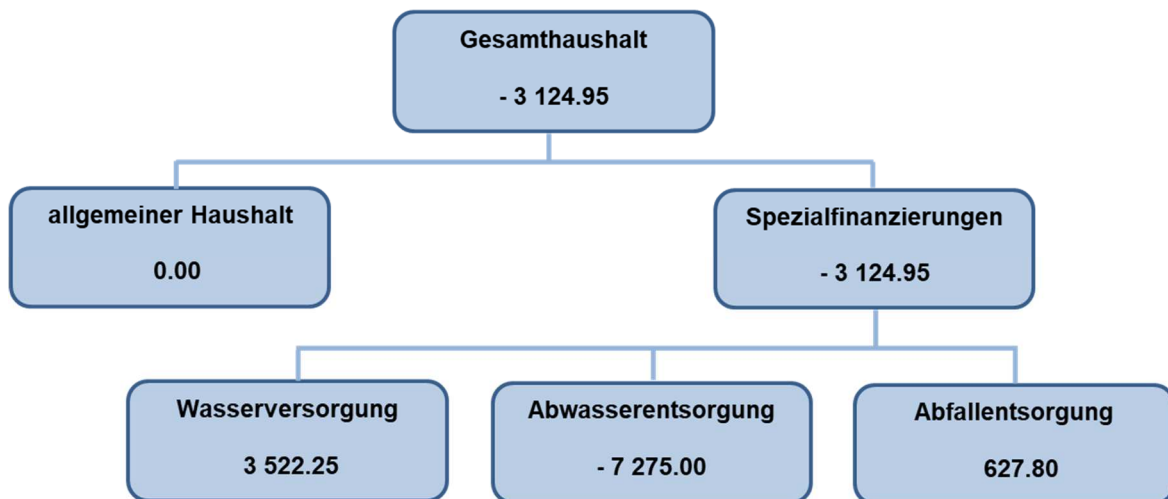 Gesamthaushalt
- 3 124.95
allgemeiner Haushalt
0.00
Spezialfinanzierungen
- 3 124.95
Wasserversorgung
3 522.25
Abwasserentsorgung
- 7 275.00
Abfallentsorgung
627.80